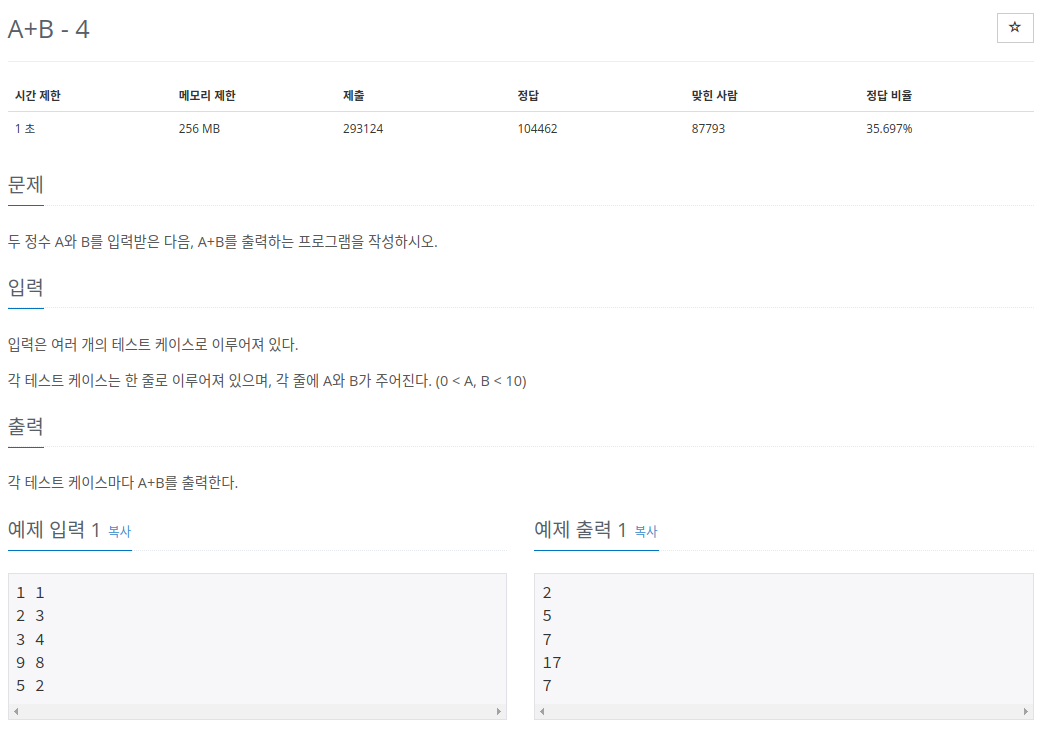 A+B - 4
☆
시간 제한 메모리 제한 제출 정답 맞힌 사람 정답 비율
1 초 256 MB 293124 104462 87793 35.697%
문제
두 정수 A와 B를 입력받은 다음, A+B를 출력하는 프로그램을 작성하시오.
입력
입력은 여러 개의 테스트 케이스로 이루어져 있다.
각 테스트 케이스는 한 줄로 이루어져 있으며, 각 줄에 A와 B가 주어진다. (0 < A, B < 10)
출력
각 테스트 케이스마다 A+B를 출력한다.
예제 입력 1 복사
1 1
2 3
3 4
9 8
5 2
예제 출력 1 복사
2
5
7
17
7